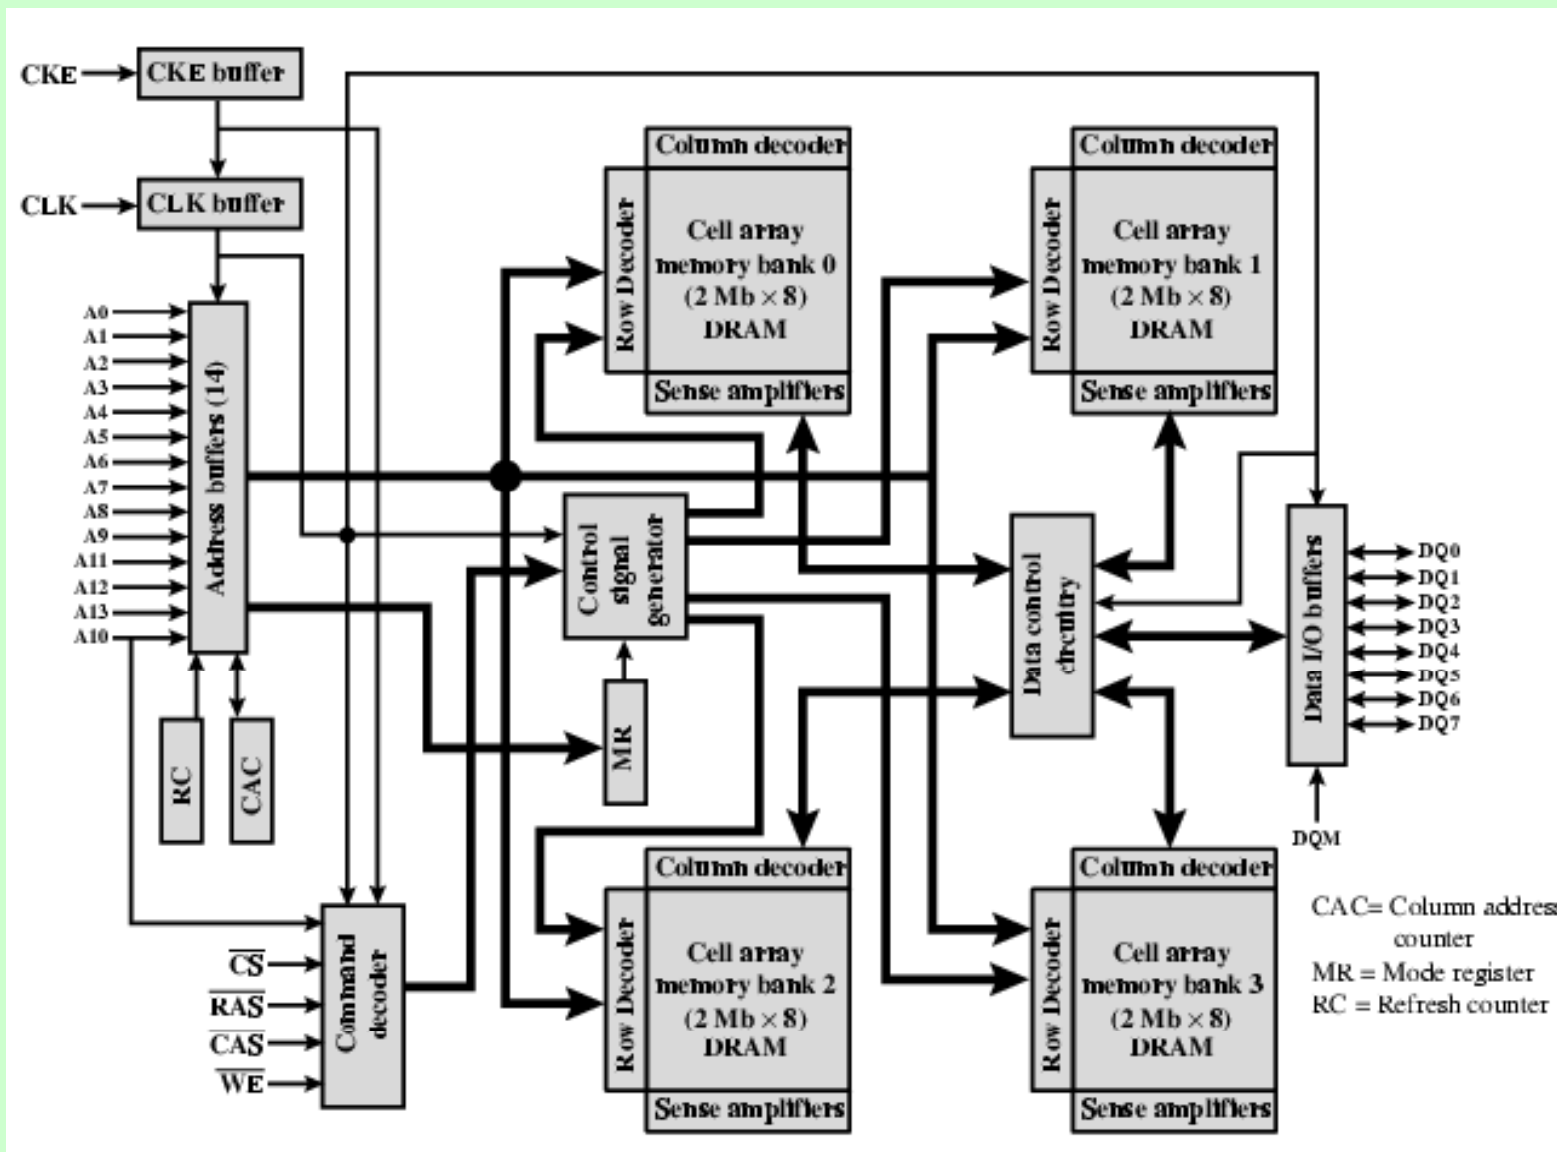 CKE
CKE buffer
CLK
CLK buffer
A0
A1
A2
A3
A4
A5
A6
A7
A8
A9
A11
A12
A13
A10
Address buffers (14)
RC
CAC
Column decoder
Row Decoder
Cell array
memory bank 0
(2 Mb × 8)
DRAM
Sense amplifiers
Column decoder
Row Decoder
Cell array
memory bank 1
(2 Mb × 8)
DRAM
Sense amplifiers
Control
signal
generator
MR
Data control
circuitry
Data I/O buffers
DQ0
DQ1
DQ2
DQ3
DQ4
DQ5
DQ6
DQ7
DQM
C̅S̅
R̅A̅S̅
C̅A̅S̅
W̅E̅
Command
decoder
Column decoder
Row Decoder
Cell array
memory bank 2
(2 Mb × 8)
DRAM
Sense amplifiers
Column decoder
Row Decoder
Cell array
memory bank 3
(2 Mb × 8)
DRAM
Sense amplifiers
CAC= Column address
counter
MR = Mode register
RC = Refresh counter